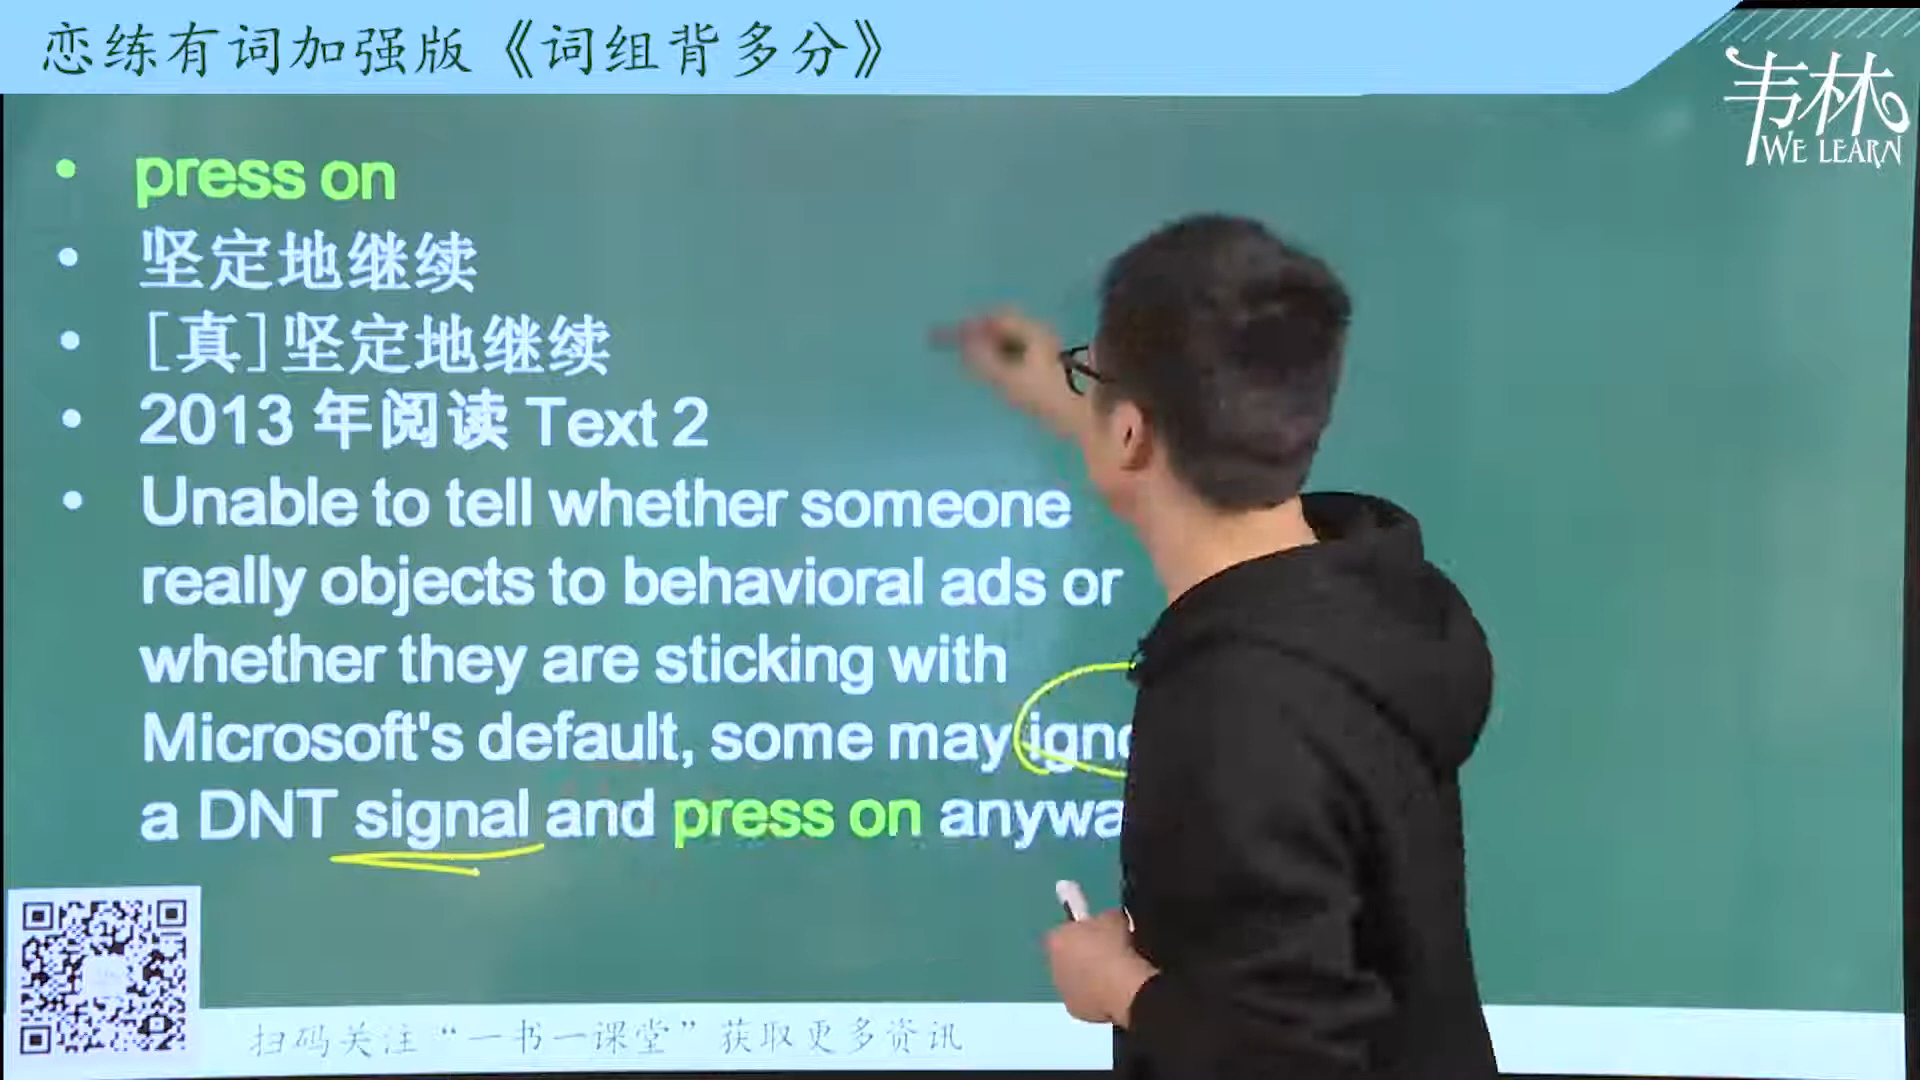 恋练有词加强版《词组背多分》
韦林
WE LEARN
• press on
• 坚定地继续
• [真]坚定地继续
• 2013 年阅读 Text 2
• Unable to tell whether someone
really objects to behavioral ads or
whether they are sticking with
Microsoft's default, some may
a DNT signal and press on
扫码关注“一书一课堂”获取更多资讯